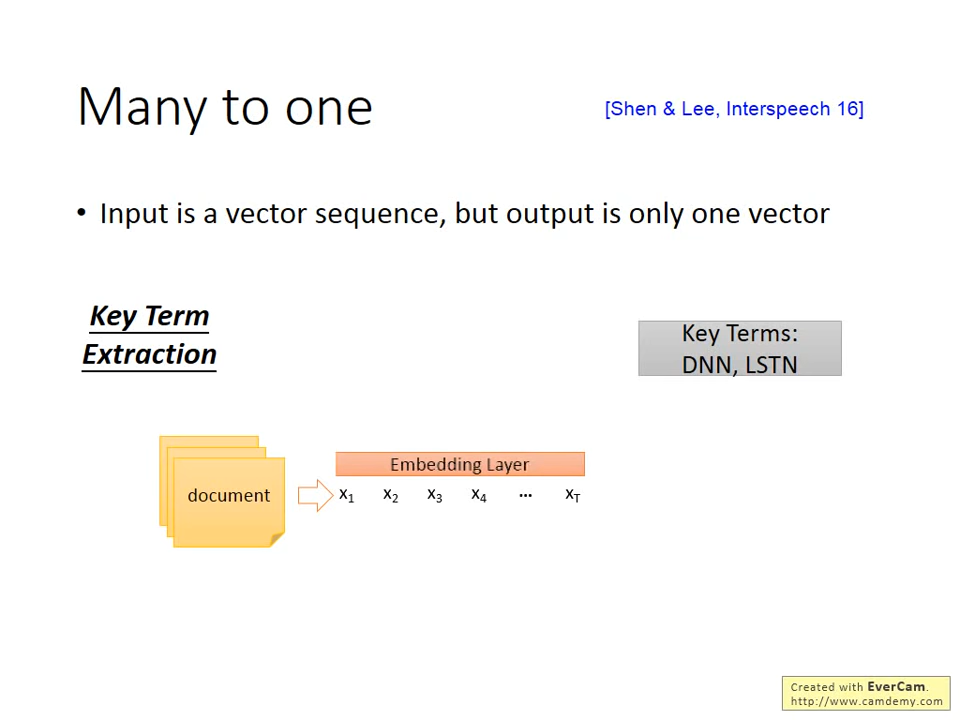 Many to one
[Shen & Lee, Interspeech 16]
• Input is a vector sequence, but output is only one vector
Key Term
Extraction
Key Terms:
DNN, LSTN
document
Embedding Layer
x1 x2 x3 x4 ... xT
Created with EverCam.
http://www.camdemy.com